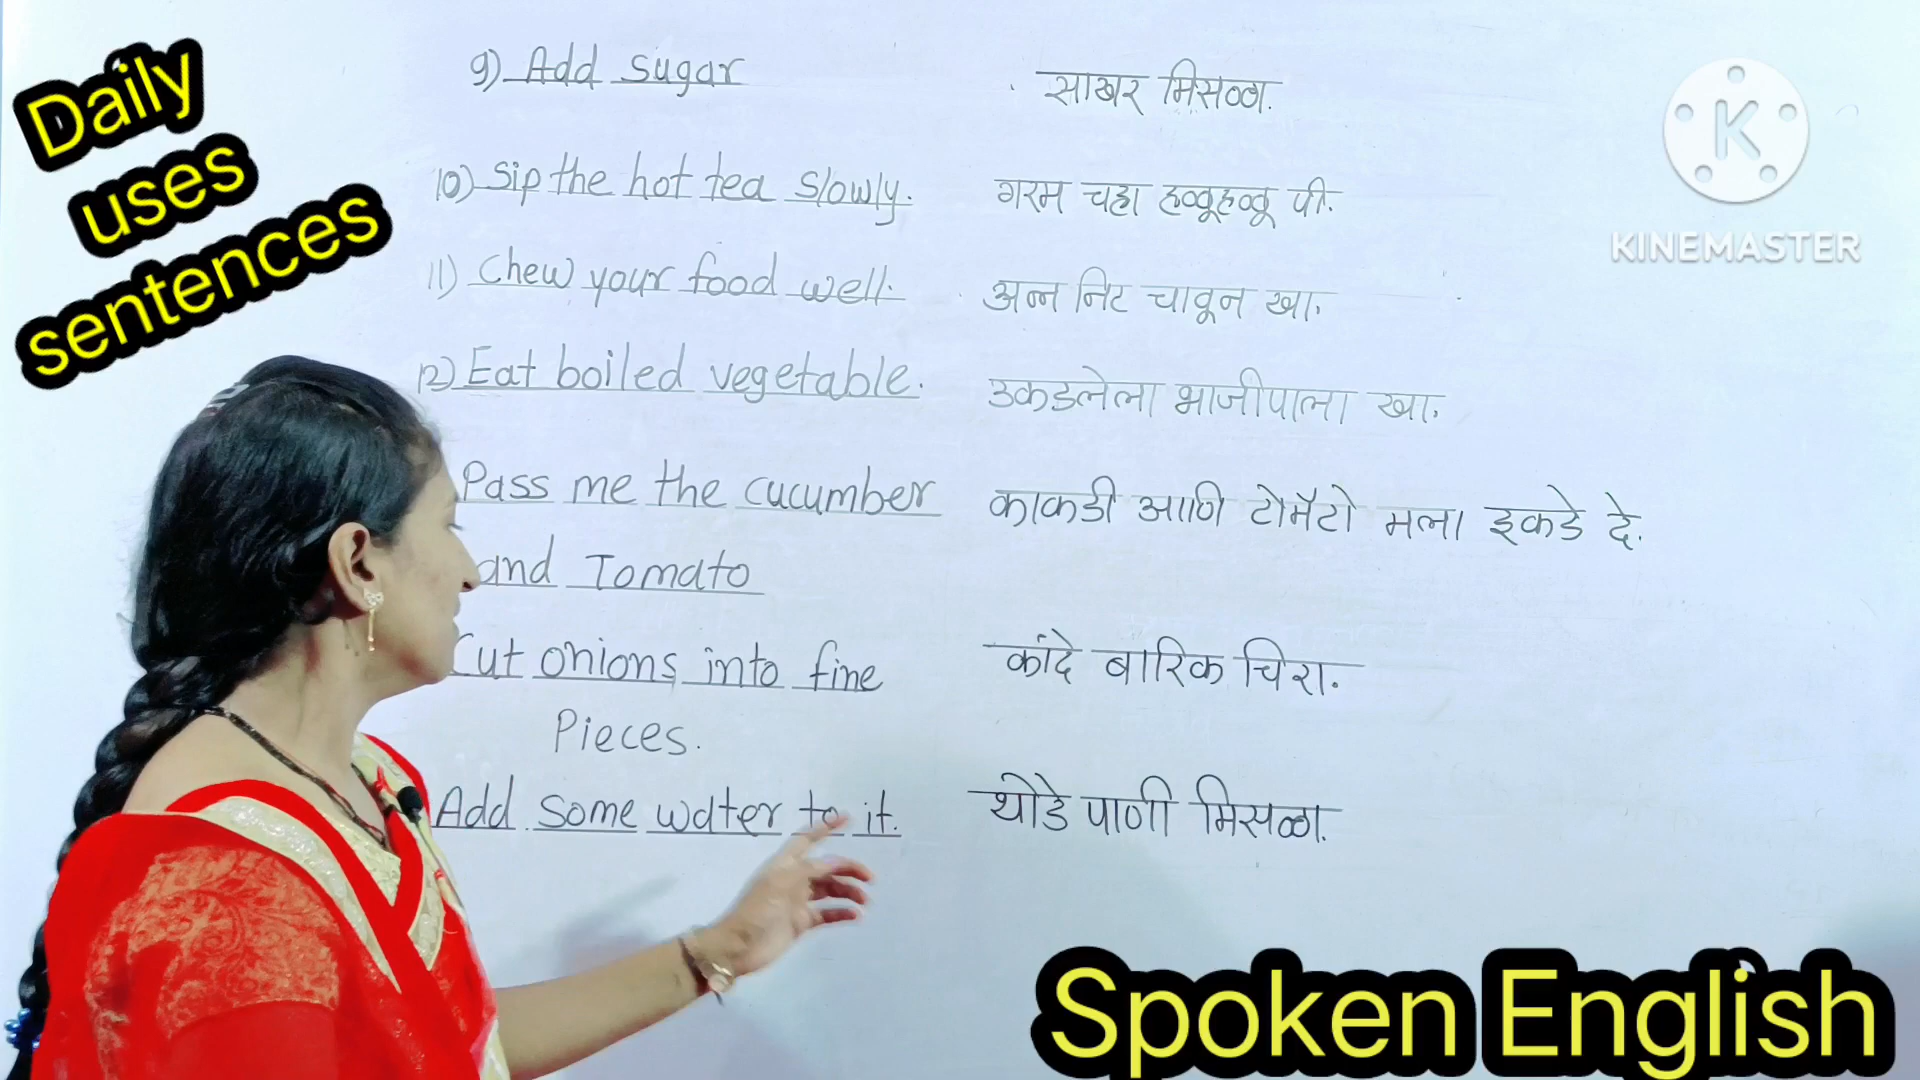 Daily
uses
sentences
9) Add sugar
साखर मिसळा.
10) Sip the hot tea slowly.
गरम चहा हळूहळू पी.
11) Chew your food well.
अन्न निट चावून खा.
12) Eat boiled vegetable.
उकडलेला भाजीपाला खा.
Pass me the cucumber
काकडी आणि टोमॅटो मला इकडे दे.
and Tomato
Cut onions into fine
कांदे बारिक चिरा.
Pieces.
Add some water to it.
थोडे पाणी मिसळा.
K
KINEMASTER
Spoken English